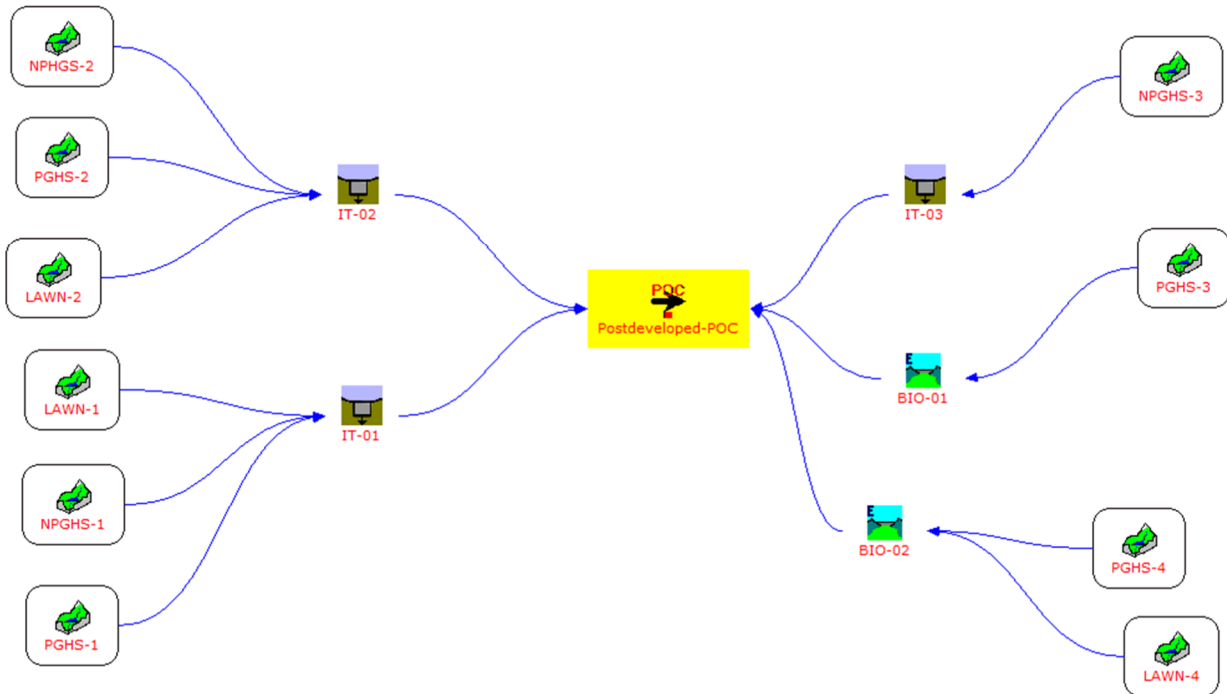 NPHGS-2
NPGHS-3
PGHS-2
IT-02
IT-03
LAWN-2
PGHS-3
POC
Postdeveloped-POC
LAWN-1
E
BIO-01
IT-01
NPGHS-1
E
BIO-02
PGHS-4
PGHS-1
LAWN-4